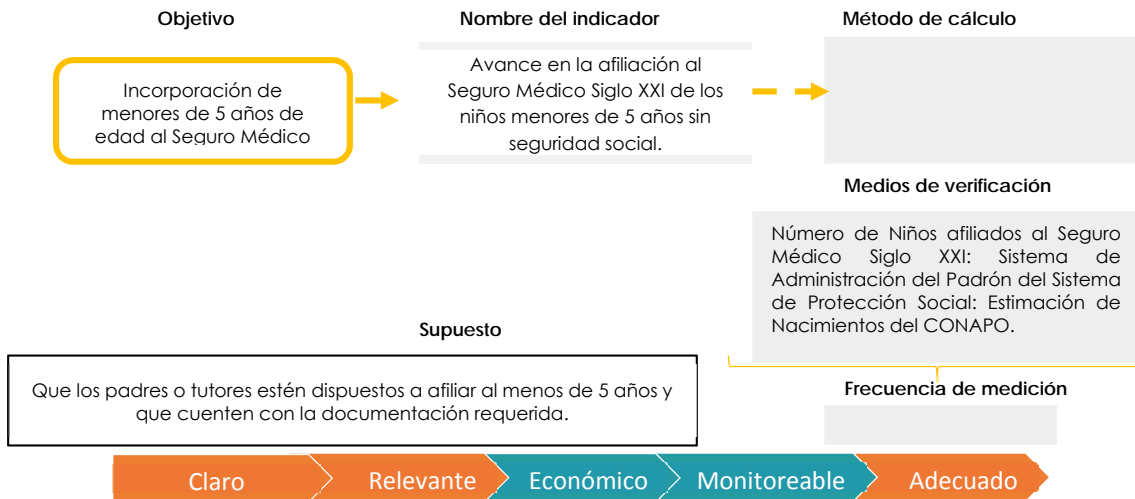 Objetivo
Incorporación de
menores de 5 años de
edad al Seguro Médico
Nombre del indicador
Avance en la afiliación al
Seguro Médico Siglo XXI de los
niños menores de 5 años sin
seguridad social.
Método de cálculo
Medios de verificación
Número de Niños afiliados al Seguro
Médico Siglo XXI: Sistema de
Administración del Padrón del Sistema
de Protección Social: Estimación de
Nacimientos del CONAPO.
Supuesto
Que los padres o tutores estén dispuestos a afiliar al menos de 5 años y
que cuenten con la documentación requerida.
Frecuencia de medición
Claro
Relevante
Económico
Monitoreable
Adecuado